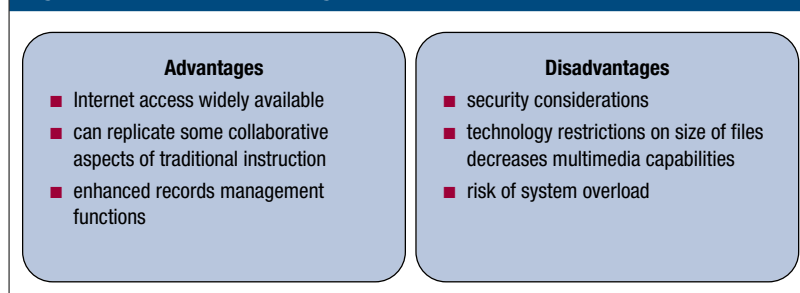 Advantages
■ Internet access widely available
■ can replicate some collaborative
aspects of traditional instruction
■ enhanced records management
functions
Disadvantages
■ security considerations
■ technology restrictions on size of files
decreases multimedia capabilities
■ risk of system overload